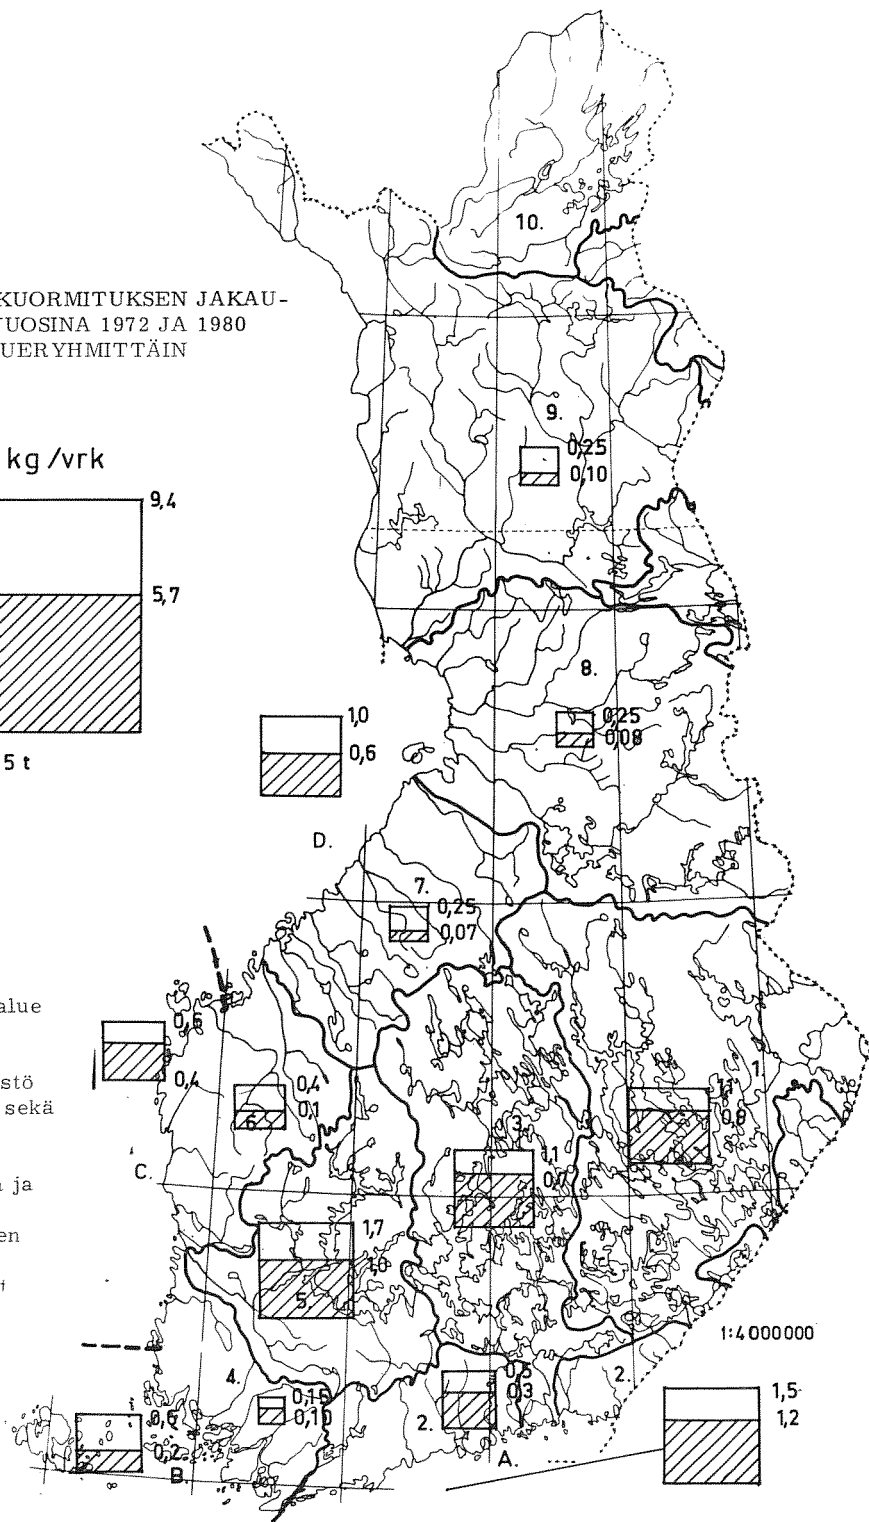 KUORMITUKSEN JAKAU-
VUOSINA 1972 JA 1980
UERYHMITTÄIN
kg/vrk
9,4
5,7
5 t
10.
9.
0,25
0,10
8.
0,25
0,08
1,0
0,6
D.
7.
0,25
0,07
alue
stö
sekä
ja
en
0,6
0,4
0,4
0,1
6.
C.
1.
1,1
0,8
3.
1,1
0,7
1,7
1,0
5.
1:4000000
4.
0,15
0,10
0,5
0,3
2.
2.
1,5
1,2
0,6
0,2
B.
A.